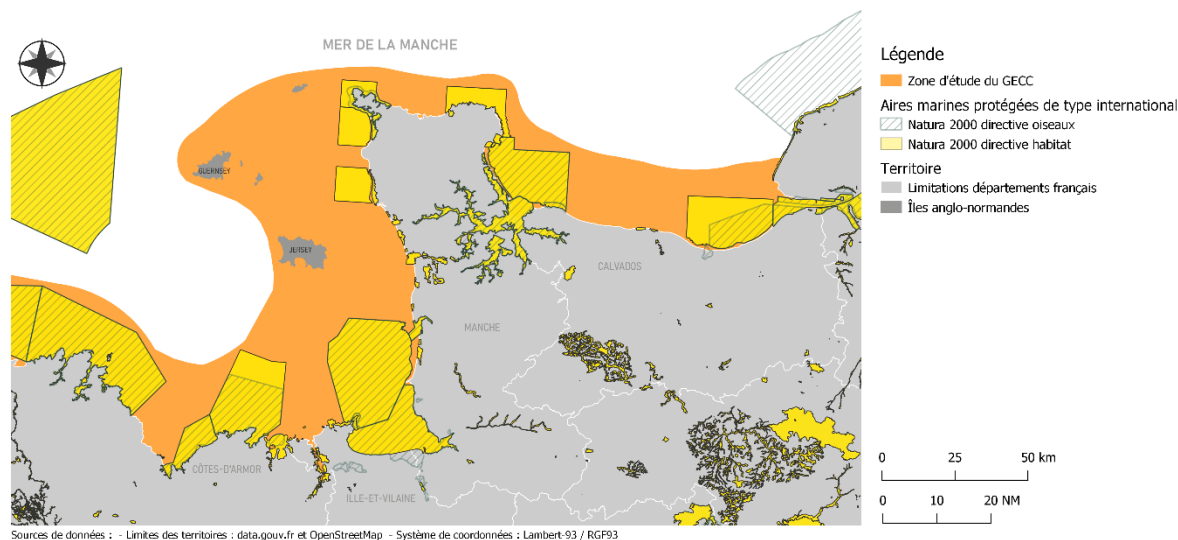 MER DE LA MANCHE
GUERNSEY
JERSEY
CALVADOS
MANCHE
CÔTES-D'ARMOR
ILLE-ET-VILAINE
Légende
Zone d'étude du GECC
Aires marines protégées de type international
Natura 2000 directive oiseaux
Natura 2000 directive habitat
Territoire
Limitations départements français
Îles anglo-normandes
0 25 50 km
0 10 20 NM
Sources de données : - Limites des territoires : data.gouv.fr et OpenStreetMap - Système de coordonnées : Lambert-93 / RGF93